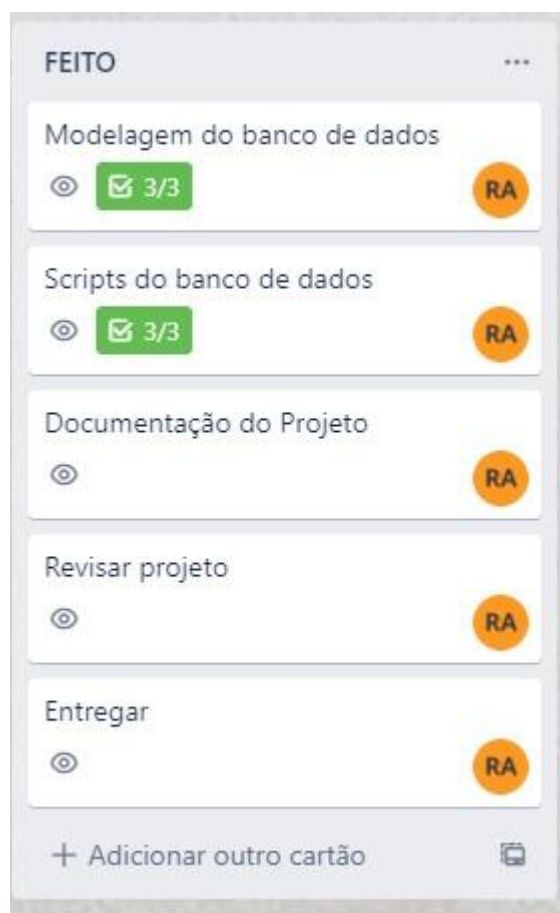 FEITO
Modelagem do banco de dados
3/3
RA
Scripts do banco de dados
3/3
RA
Documentação do Projeto
RA
Revisar projeto
RA
Entregar
RA
+ Adicionar outro cartão